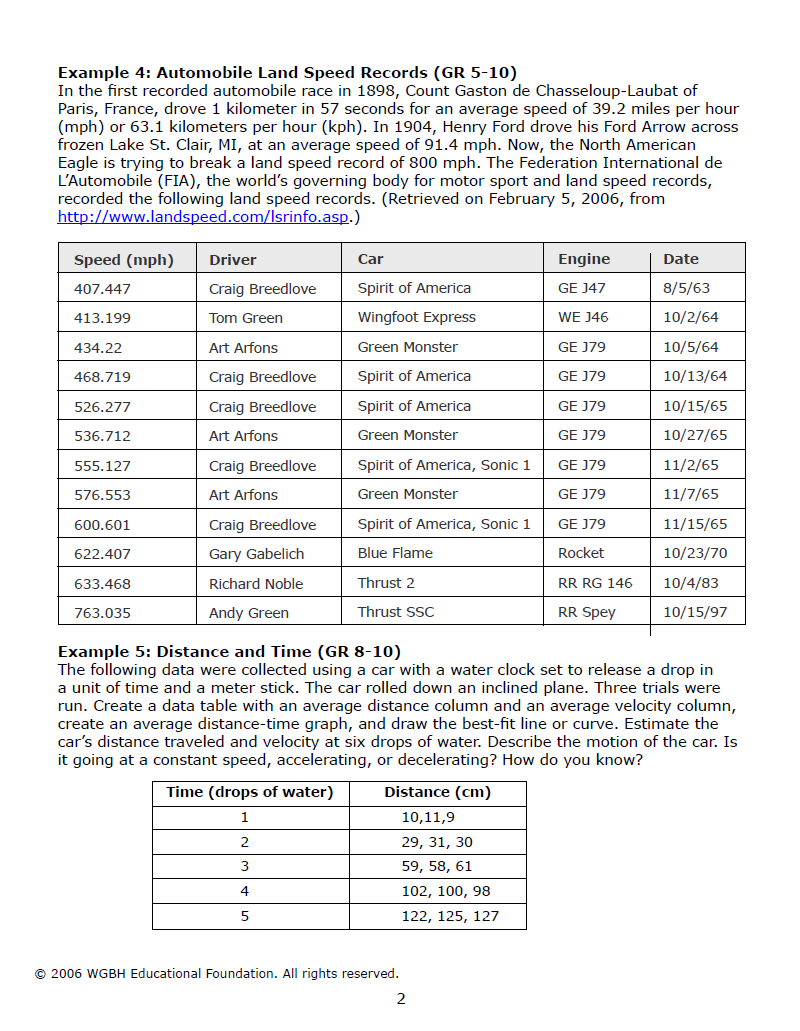 Example 4: Automobile Land Speed Records (GR 5-10)
In the first recorded automobile race in 1898, Count Gaston de Chasseloup-Laubat of
Paris, France, drove 1 kilometer in 57 seconds for an average speed of 39.2 miles per hour
(mph) or 63.1 kilometers per hour (kph). In 1904, Henry Ford drove his Ford Arrow across
frozen Lake St. Clair, MI, at an average speed of 91.4 mph. Now, the North American
Eagle is trying to break a land speed record of 800 mph. The Federation International de
L’Automobile (FIA), the world’s governing body for motor sport and land speed records,
recorded the following land speed records. (Retrieved on February 5, 2006, from
http://www.landspeed.com/lsrinfo.asp.)
Speed (mph) Driver Car Engine Date
407.447 Craig Breedlove Spirit of America GE J47 8/5/63
413.199 Tom Green Wingfoot Express WE J46 10/2/64
434.22 Art Arfons Green Monster GE J79 10/5/64
468.719 Craig Breedlove Spirit of America GE J79 10/13/64
526.277 Craig Breedlove Spirit of America GE J79 10/15/65
536.712 Art Arfons Green Monster GE J79 10/27/65
555.127 Craig Breedlove Spirit of America, Sonic 1 GE J79 11/2/65
576.553 Art Arfons Green Monster GE J79 11/7/65
600.601 Craig Breedlove Spirit of America, Sonic 1 GE J79 11/15/65
622.407 Gary Gabelich Blue Flame Rocket 10/23/70
633.468 Richard Noble Thrust 2 RR RG 146 10/4/83
763.035 Andy Green Thrust SSC RR Spey 10/15/97
Example 5: Distance and Time (GR 8-10)
The following data were collected using a car with a water clock set to release a drop in
a unit of time and a meter stick. The car rolled down an inclined plane. Three trials were
run. Create a data table with an average distance column and an average velocity column,
create an average distance-time graph, and draw the best-fit line or curve. Estimate the
car’s distance traveled and velocity at six drops of water. Describe the motion of the car. Is
it going at a constant speed, accelerating, or decelerating? How do you know?
Time (drops of water) Distance (cm)
1 10,11,9
2 29, 31, 30
3 59, 58, 61
4 102, 100, 98
5 122, 125, 127
© 2006 WGBH Educational Foundation. All rights reserved.
2